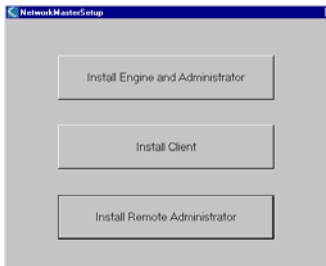 NetworkMasterSetup
Install Engine and Administrator
Install Client
Install Remote Administrator